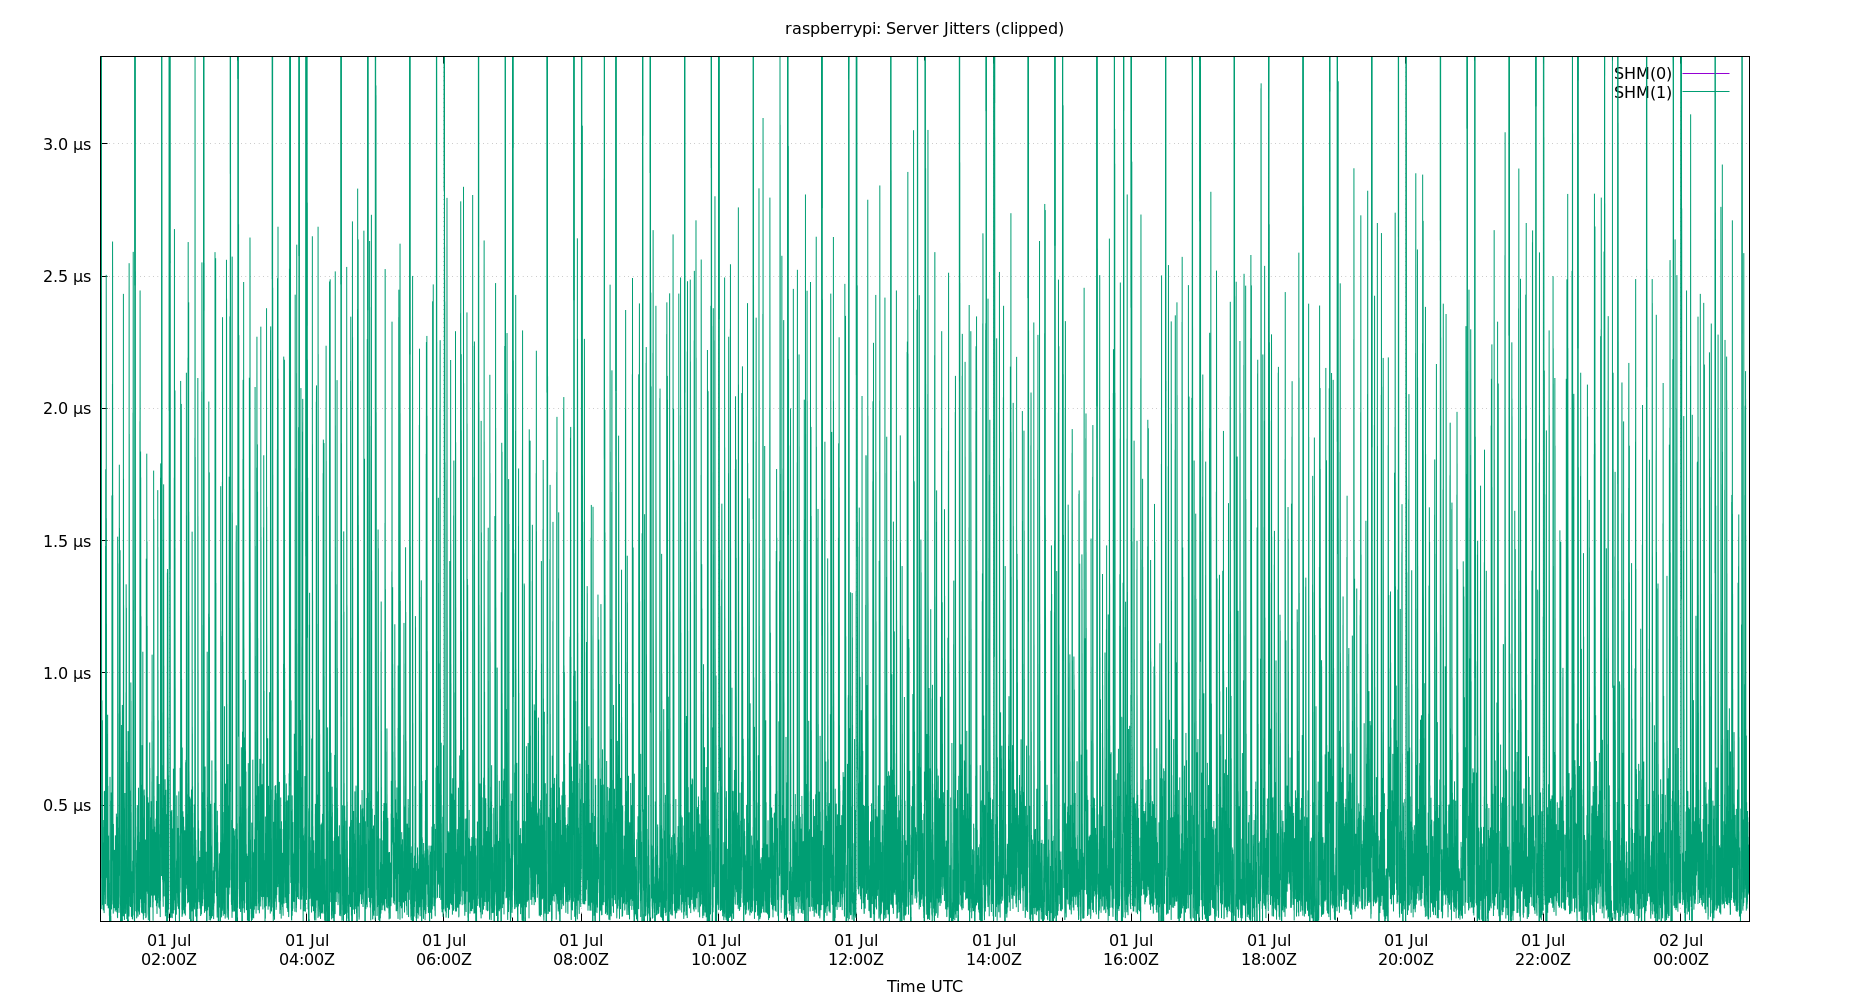 raspberrypi: Server Jitters (clipped)
SHM(0)
SHM(1)
3.0 µs
2.5 µs
2.0 µs
1.5 µs
1.0 µs
0.5 µs
01 Jul 01 Jul 01 Jul 01 Jul 01 Jul 01 Jul 01 Jul 01 Jul 01 Jul 01 Jul 01 Jul 02 Jul
02:00Z 04:00Z 06:00Z 08:00Z 10:00Z 12:00Z 14:00Z 16:00Z 18:00Z 20:00Z 22:00Z 00:00Z
Time UTC